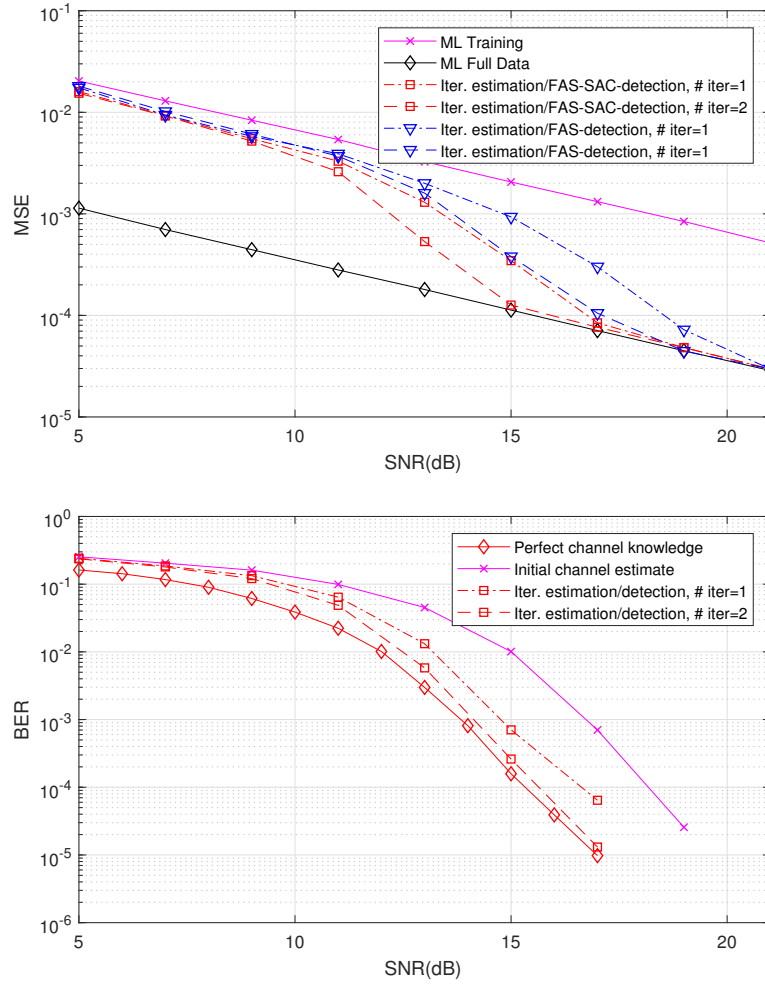 10^-1
10^-2
10^-3
10^-4
10^-5
MSE
ML Training
ML Full Data
Iter. estimation/FAS-SAC-detection, # iter=1
Iter. estimation/FAS-SAC-detection, # iter=2
Iter. estimation/FAS-detection, # iter=1
Iter. estimation/FAS-detection, # iter=1
5 10 15 20
SNR(dB)
10^0
10^-1
10^-2
10^-3
10^-4
10^-5
10^-6
BER
Perfect channel knowledge
Initial channel estimate
Iter. estimation/detection, # iter=1
Iter. estimation/detection, # iter=2
5 10 15 20
SNR(dB)